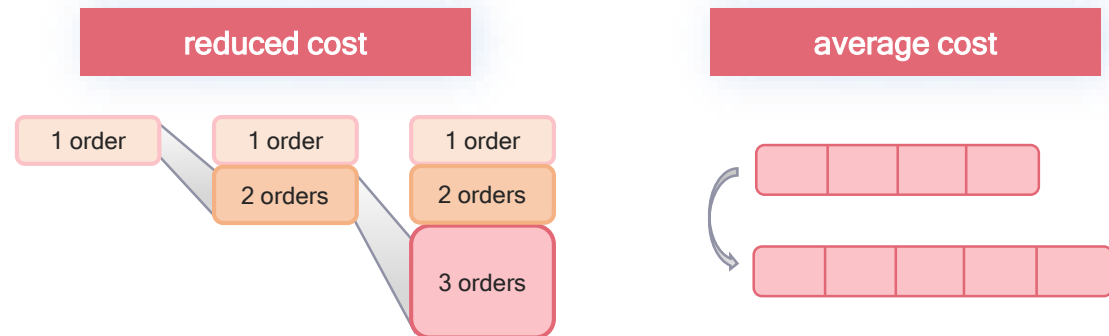 reduced cost
average cost
1 order
1 order
1 order
2 orders
2 orders
3 orders